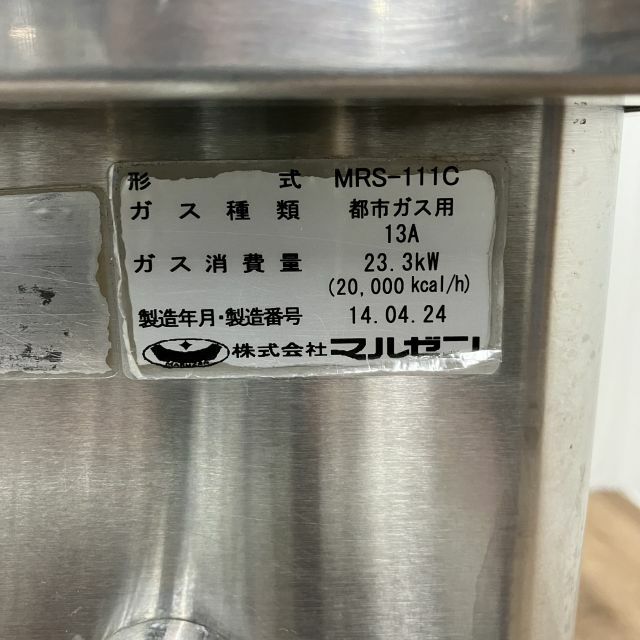 形式 MRS-111C
ガス種類 都市ガス用
13A
ガス消費量 23.3kW
(20,000 kcal/h)
製造年月・製造番号 14.04.24
MARUZEN 株式会社マルゼン